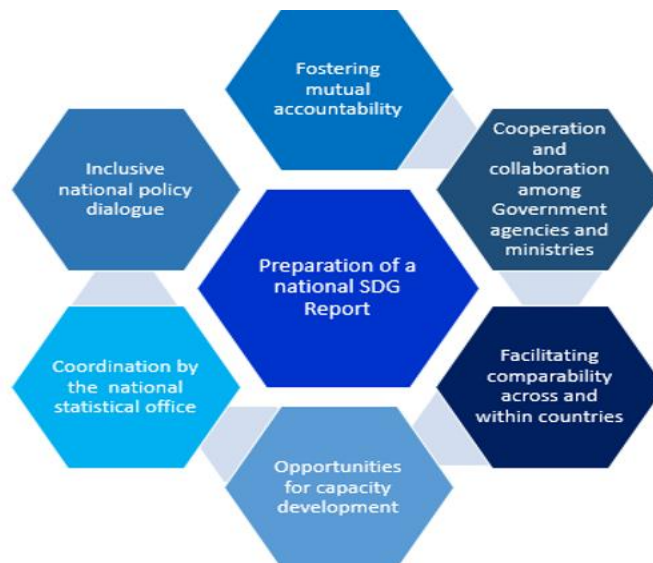 Fostering
mutual
accountability
Cooperation
and
collaboration
among
Government
agencies and
ministries
Inclusive
national policy
dialogue
Preparation of a
national SDG
Report
Coordination by
the national
statistical office
Facilitating
comparability
across and
within countries
Opportunities
for capacity
development